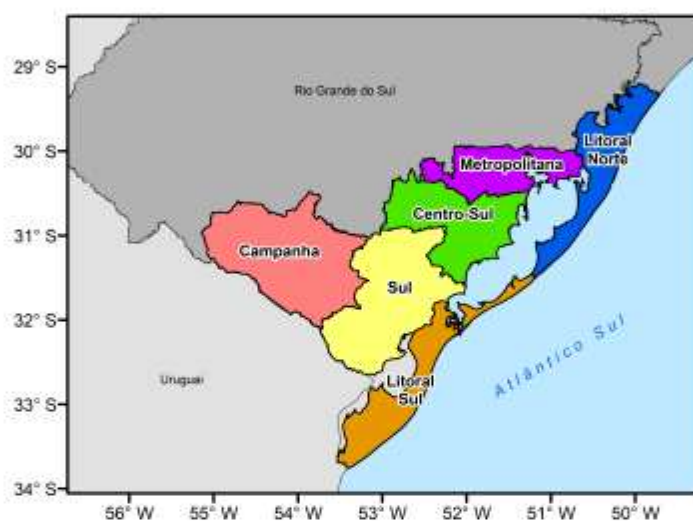 29° S
30° S
31° S
32° S
33° S
34° S
Rio Grande do Sul
Litoral
Norte
Metropolitana
Centro Sul
Campanha
Sul
Litoral
Sul
Uruguai
Atlântico Sul
56° W
55° W
54° W
53° W
52° W
51° W
50° W